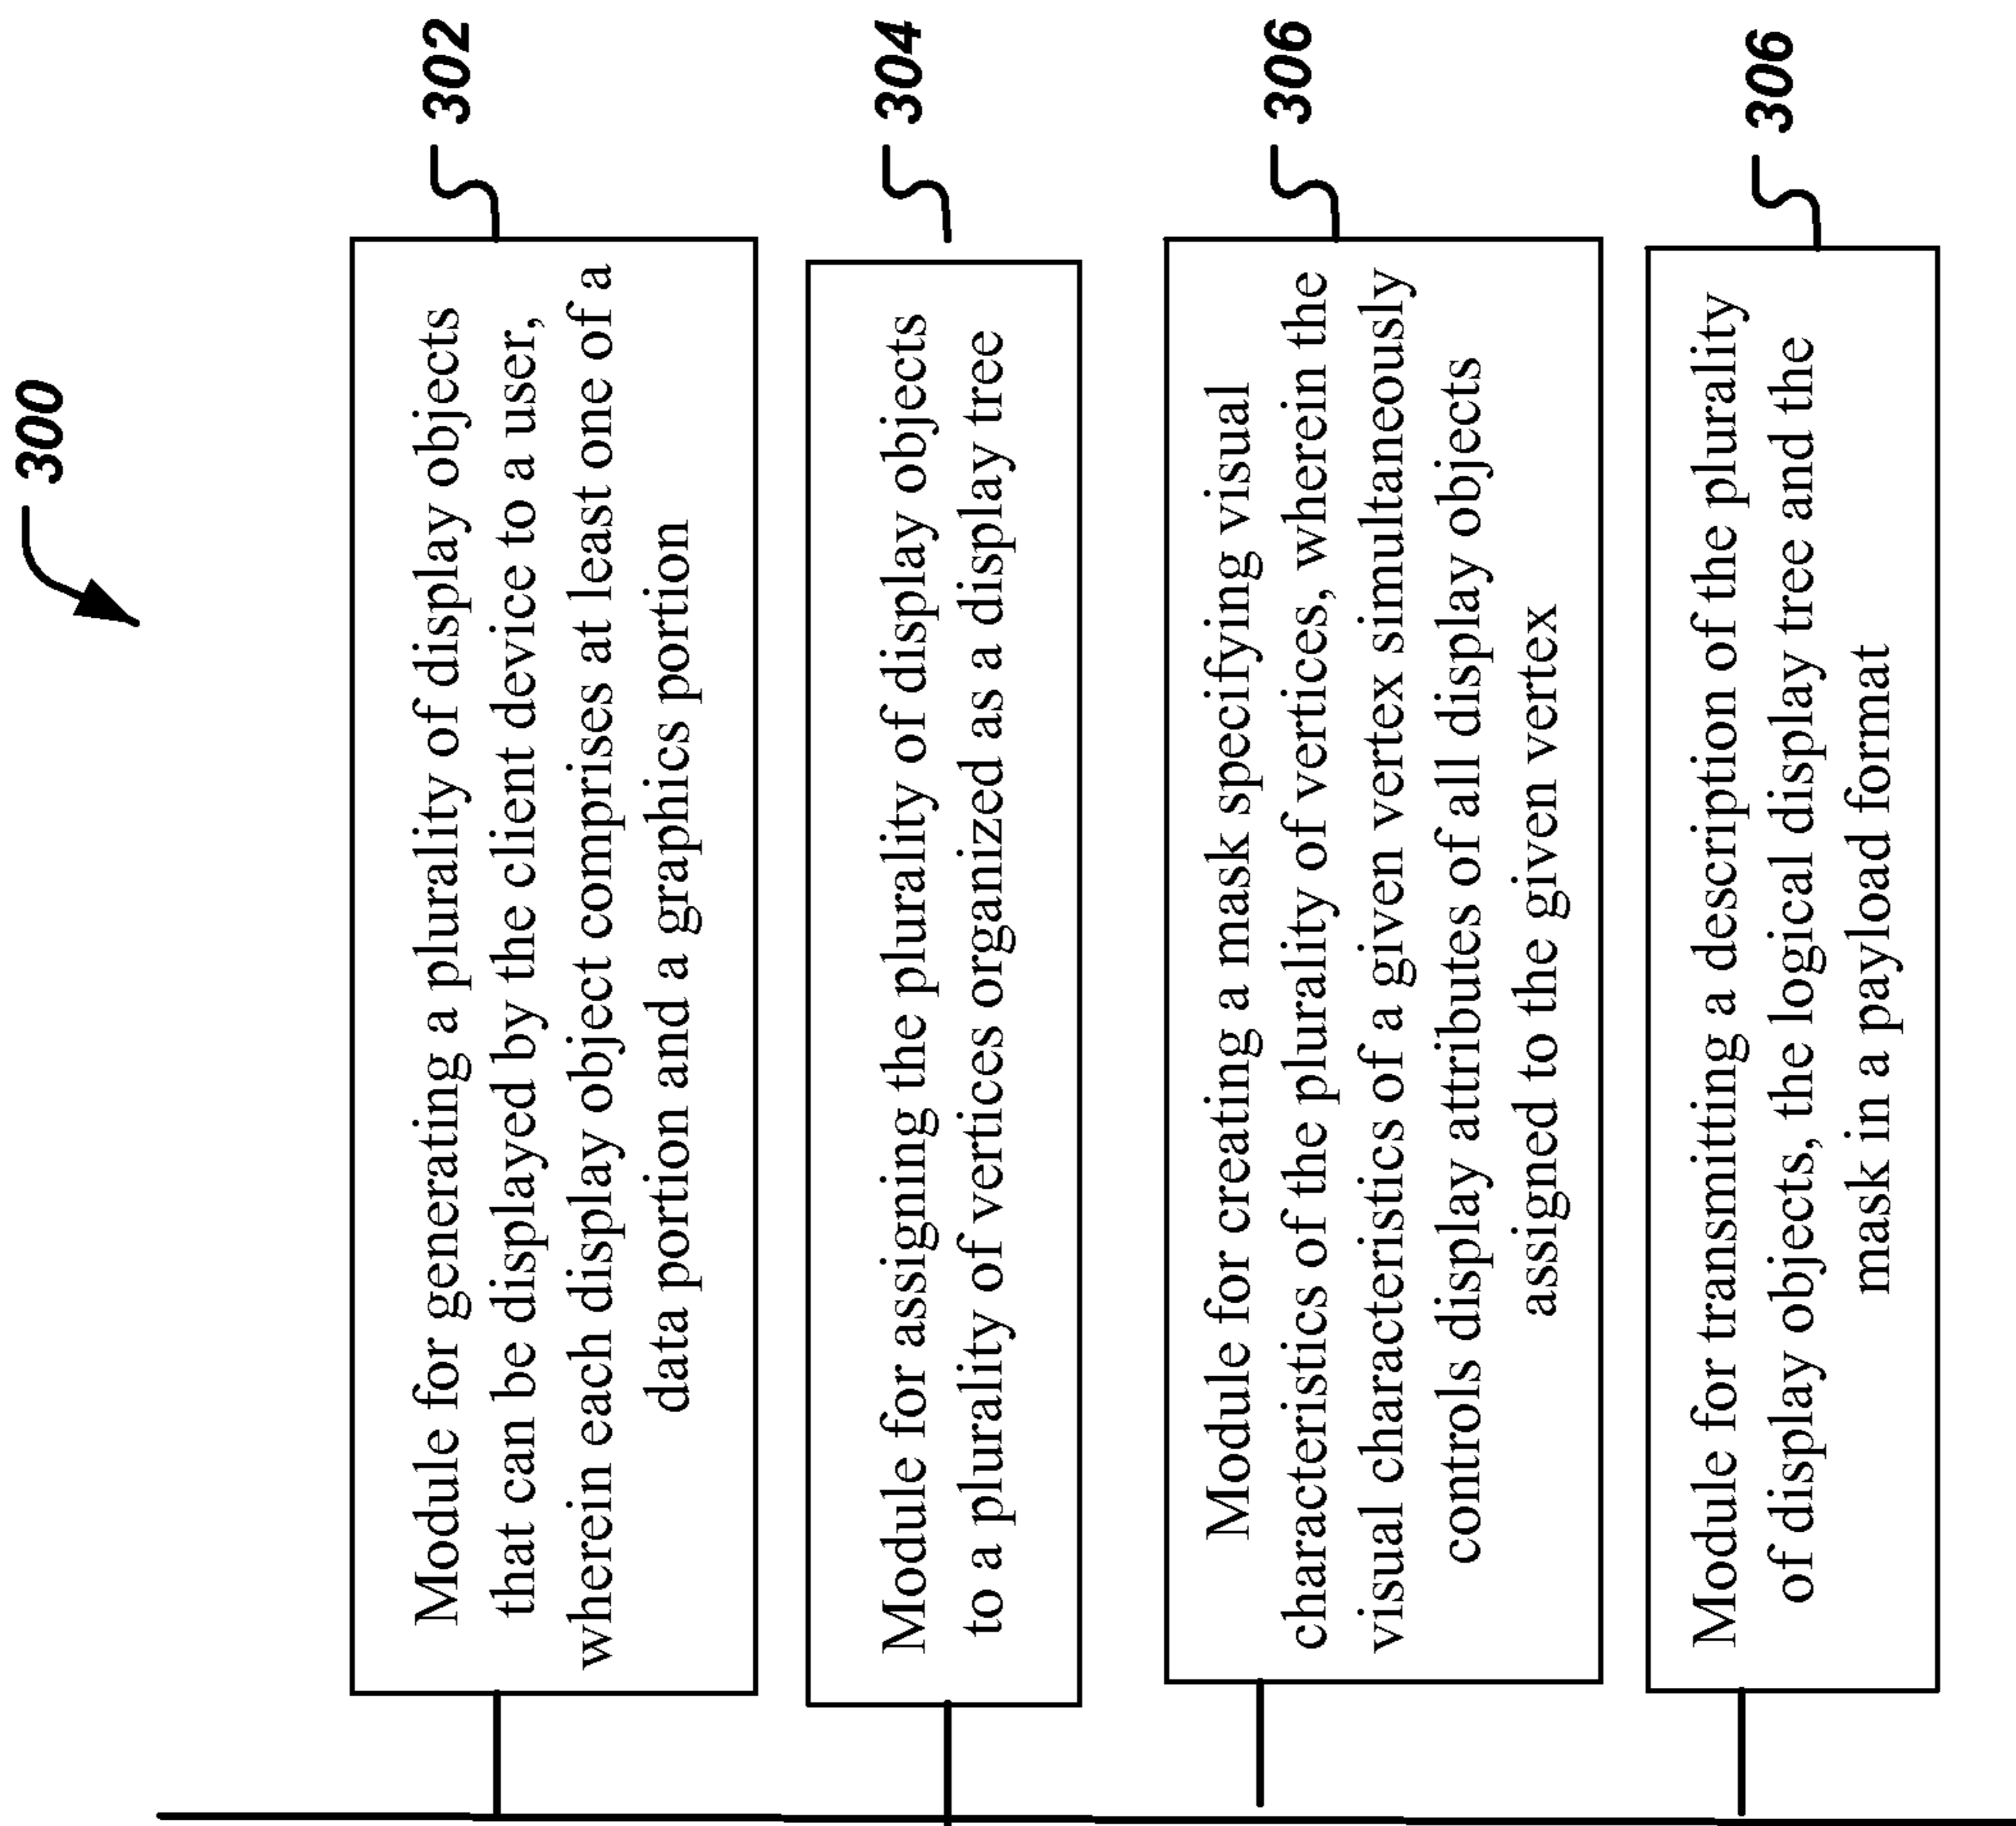 300
Module for generating a plurality of display objects
that can be displayed by the client device to a user,
wherein each display object comprises at least one of a
data portion and a graphics portion
302
Module for assigning the plurality of display objects
to a plurality of vertices organized as a display tree
304
Module for creating a mask specifying visual
characteristics of the plurality of vertices, wherein the
visual characteristics of a given vertex simultaneously
controls display attributes of all display objects
assigned to the given vertex
306
Module for transmitting a description of the plurality
of display objects, the logical display tree and the
mask in a payload format
306